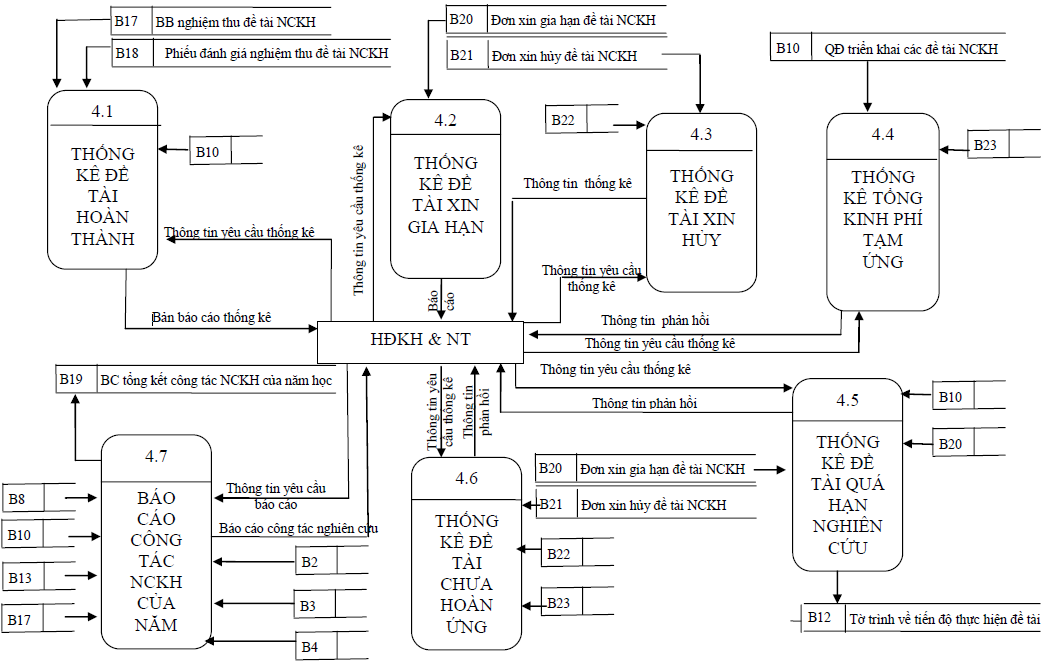 B17 BB nghiệm thu đề tài NCKH
B18 Phiếu đánh giá nghiệm thu đề tài NCKH
B20 Đơn xin gia hạn đề tài NCKH
B21 Đơn xin hủy đề tài NCKH
B10 QĐ triển khai các đề tài NCKH
4.1
THỐNG
KÊ ĐỀ
TÀI
HOÀN
THÀNH
B10
4.2
THỐNG
KÊ ĐỀ
TÀI XIN
GIA HẠN
B22
4.3
THỐNG
KÊ ĐỀ
TÀI XIN
HỦY
4.4
THỐNG
KÊ TỔNG
KINH PHÍ
TẠM
ỨNG
B23
Thông tin yêu cầu thống kê
Thông tin yêu cầu thống kê
Thông tin thống kê
Thông tin yêu cầu
thống kê
Báo
cáo
Bản báo cáo thống kê
HĐKH & NT
Thông tin phản hồi
Thông tin yêu cầu thống kê
Thông tin yêu cầu thống kê
Thông tin phản hồi
B19 BC tổng kết công tác NCKH của năm học
Thông tin yêu
cầu thống kê
Thông tin
phản hồi
4.5
THỐNG
KÊ ĐỀ
TÀI QUÁ
HẠN
NGHIÊN
CỨU
B10
B20
4.7
BÁO
CÁO
CÔNG
TÁC
NCKH
CỦA
NĂM
B8
B10
B13
B17
Thông tin yêu cầu
báo cáo
Báo cáo công tác nghiên cứu
B2
B3
B4
4.6
THỐNG
KÊ ĐỀ
TÀI
CHƯA
HOÀN
ỨNG
B20 Đơn xin gia hạn đề tài NCKH
B21 Đơn xin hủy đề tài NCKH
B22
B23
B12 Tờ trình về tiến độ thực hiện đề tài